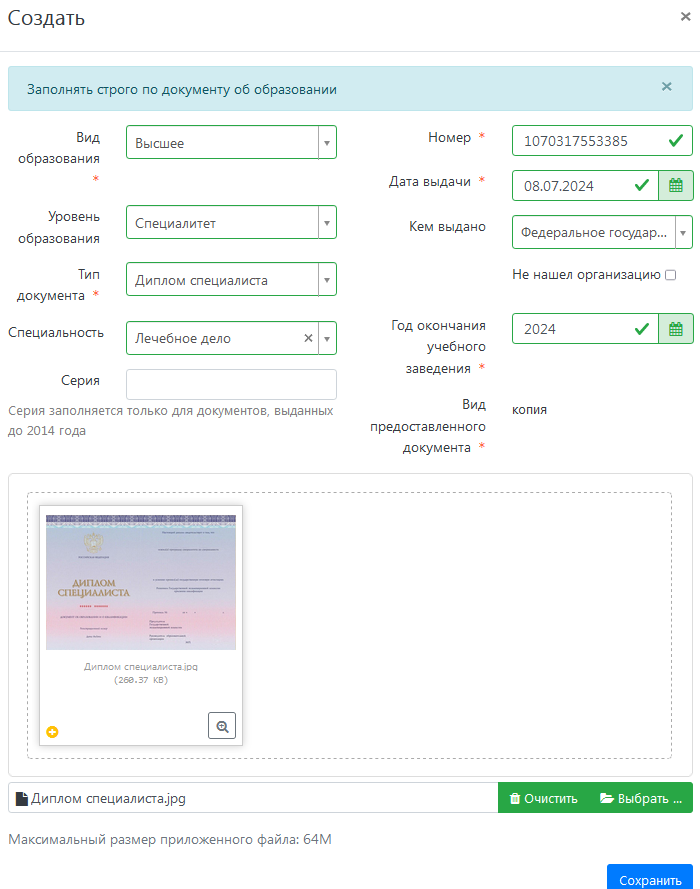 Создать
×
Заполнять строго по документу об образовании
×
Вид
образования
*
Высшее
Уровень
образования
Специалитет
Тип
документа *
Диплом специалиста
Специальность
Лечебное дело
×
Серия
Серия заполняется только для документов, выданных
до 2014 года
Номер *
1070317553385
Дата выдачи *
08.07.2024
Кем выдано
Федеральное государ...
Не нашел организацию
Год окончания
учебного
заведения *
2024
Вид
предоставленного
документа *
копия
ДИПЛОМ
СПЕЦИАЛИСТА
Диплом специалиста.jpg
(260.37 KB)
Диплом специалиста.jpg
Очистить
Выбрать ...
Максимальный размер приложенного файла: 64M
Сохранить